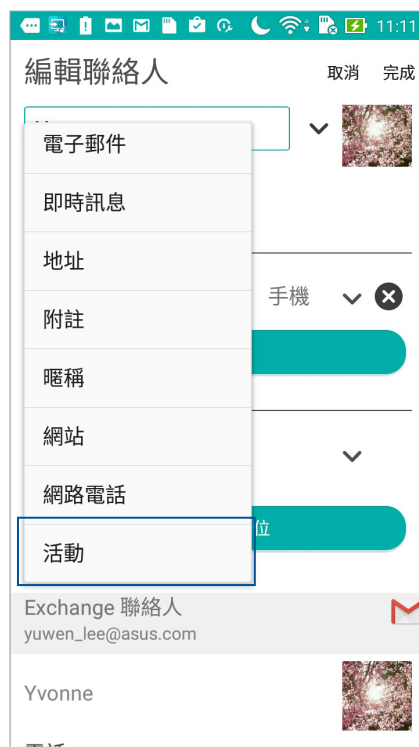 11:11
編輯聯絡人
取消 完成
電子郵件
即時訊息
地址
附註
手機
暱稱
網站
網路電話
位
活動
Exchange 聯絡人
yuwen_lee@asus.com
Yvonne